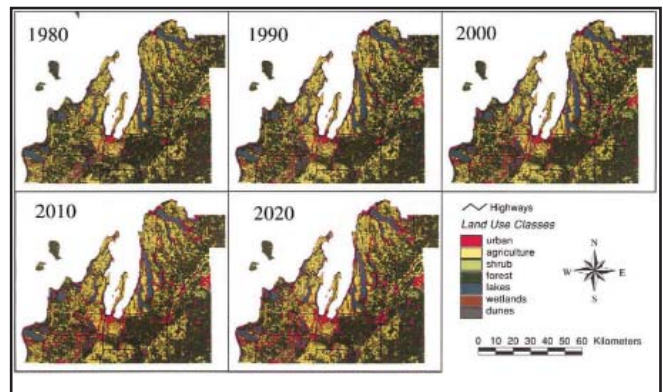 1980
1990
2000
2010
2020
Highways
Land Use Classes
urban
agriculture
shrub
forest
lakes
wetlands
dunes
N
W E
S
0 10 20 30 40 50 60 Kilometers